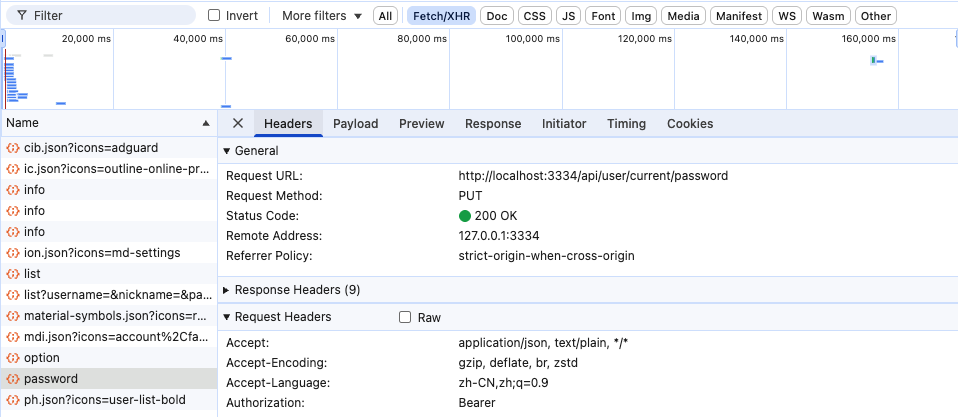 Filter Invert More filters All Fetch/XHR Doc CSS JS Font Img Media Manifest WS Wasm Other
20,000 ms 40,000 ms 60,000 ms 80,000 ms 100,000 ms 120,000 ms 140,000 ms 160,000 ms
Name
cib.json?icons=adguard
ic.json?icons=outline-online-pr...
info
info
info
ion.json?icons=md-settings
list
list?username=&nickname=&pa...
material-symbols.json?icons=r...
mdi.json?icons=account%2Cfa...
option
password
ph.json?icons=user-list-bold
Headers Payload Preview Response Initiator Timing Cookies
General
Request URL: http://localhost:3334/api/user/current/password
Request Method: PUT
Status Code: 200 OK
Remote Address: 127.0.0.1:3334
Referrer Policy: strict-origin-when-cross-origin
Response Headers (9)
Request Headers Raw
Accept: application/json, text/plain, */*
Accept-Encoding: gzip, deflate, br, zstd
Accept-Language: zh-CN,zh;q=0.9
Authorization: Bearer